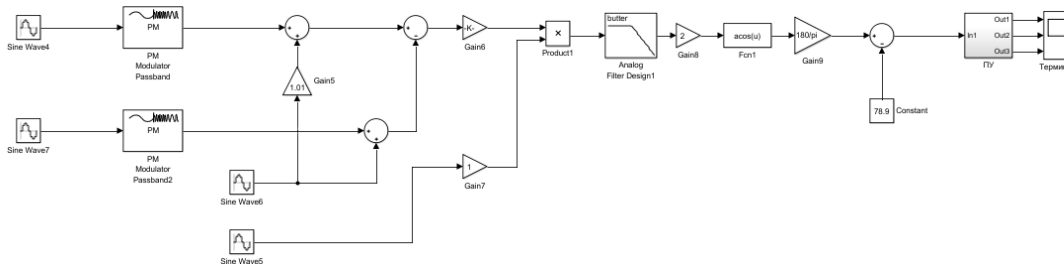 PM
Sine Wave4
PM
Modulator
Passband
1.01
Gain5
-K-
Gain6
×
Product1
butter
Analog
Filter Design1
2
Gain8
acos(u)
Fcn1
180/pi
Gain9
78.9
Constant
In1
Out1
Out2
Out3
ПУ
Терми
PM
Sine Wave7
PM
Modulator
Passband2
Sine Wave6
1
Gain7
Sine Wave5